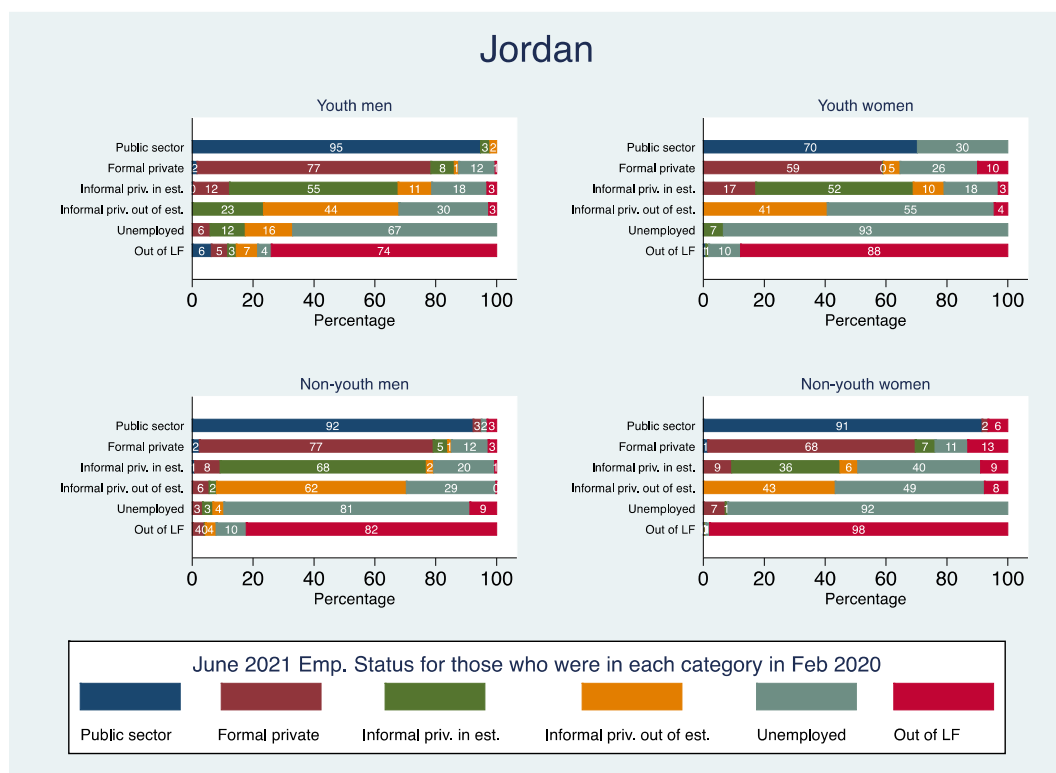 Jordan
Youth men
Public sector 95 3 2
Formal private 2 77 8 1 12 1
Informal priv. in est. 0 12 55 11 18 3
Informal priv. out of est. 23 44 30 3
Unemployed 6 12 16 67
Out of LF 6 5 3 7 4 74
0 20 40 60 80 100
Percentage
Youth women
Public sector 70 30
Formal private 59 0 5 26 10
Informal priv. in est. 17 52 10 18 3
Informal priv. out of est. 41 55 4
Unemployed 7 93
Out of LF 1 10 88
0 20 40 60 80 100
Percentage
Non-youth men
Public sector 92 3 2 3
Formal private 2 77 5 1 12 3
Informal priv. in est. 1 8 68 2 20 1
Informal priv. out of est. 6 2 62 29 0
Unemployed 3 3 4 81 9
Out of LF 4 0 4 10 82
0 20 40 60 80 100
Percentage
Non-youth women
Public sector 91 2 6
Formal private 1 68 7 11 13
Informal priv. in est. 9 36 6 40 9
Informal priv. out of est. 43 49 8
Unemployed 7 1 92
Out of LF 98
0 20 40 60 80 100
Percentage
June 2021 Emp. Status for those who were in each category in Feb 2020
Public sector Formal private Informal priv. in est. Informal priv. out of est. Unemployed Out of LF